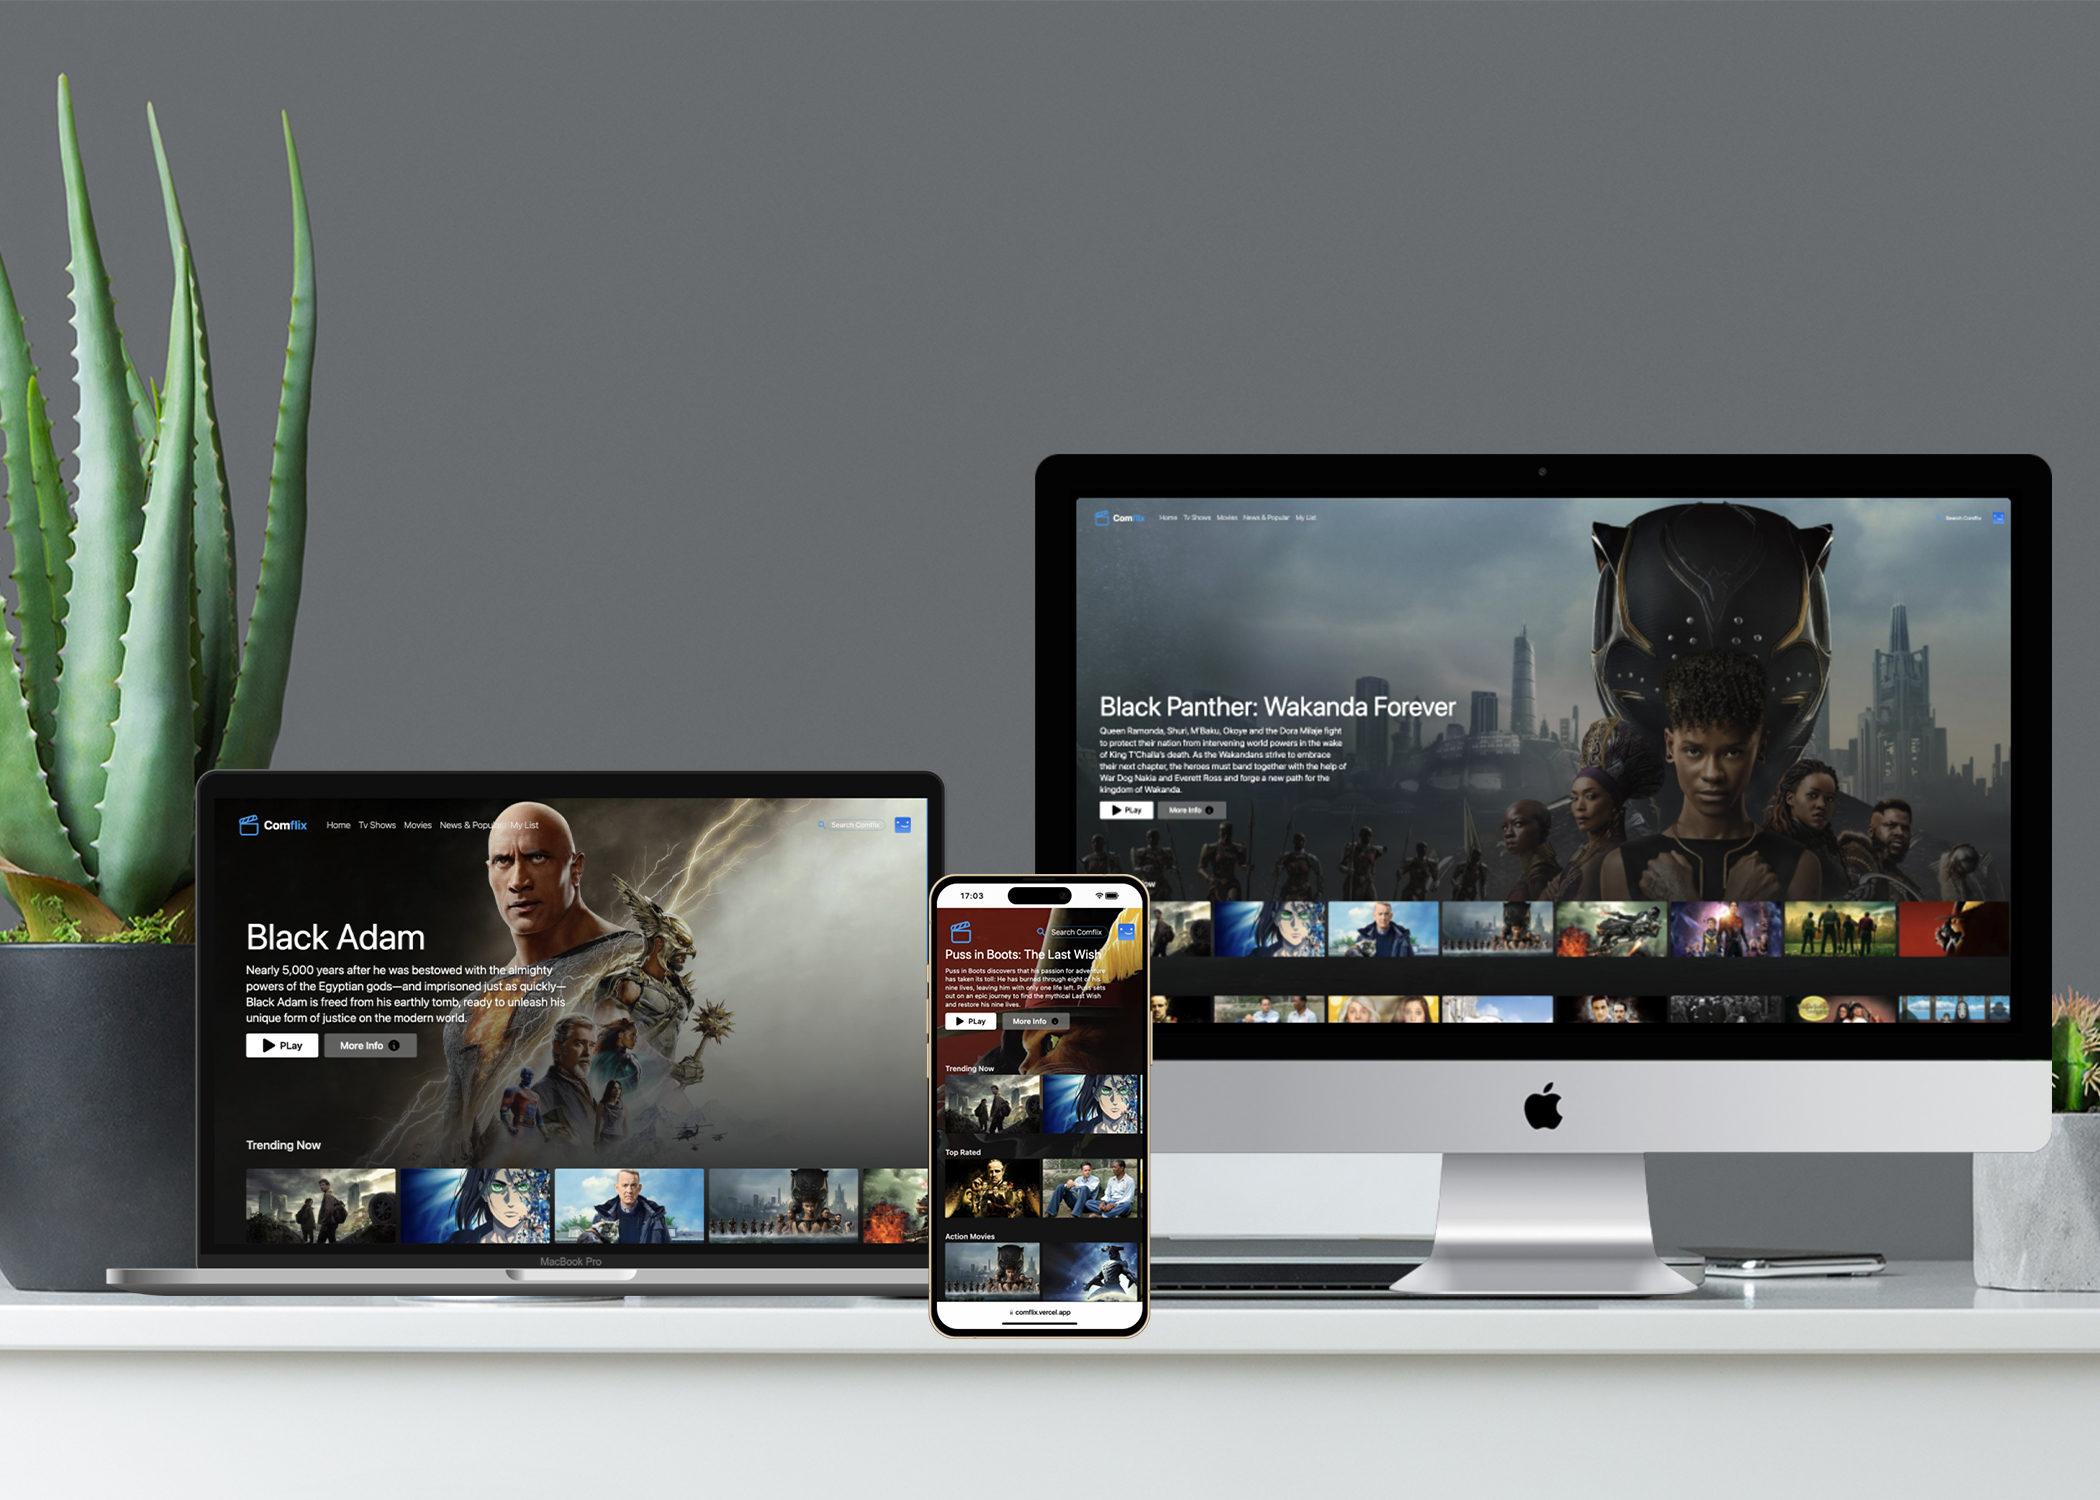 Comflix Home Tv Shows Movies News & Popular My List Search Comflix
Black Panther: Wakanda Forever
Queen Ramonda, Shuri, M'Baku, Okoye and the Dora Milaje fight
to protect their nation from intervening world powers in the wake
of King T'Challa's death. As the Wakandans strive to embrace
their next chapter, the heroes must band together with the help of
War Dog Nakia and Everett Ross and forge a new path for the
kingdom of Wakanda.
PLay More Info
ow
Comflix Home Tv Shows Movies News & Popular My List Search Comflix
Black Adam
Nearly 5,000 years after he was bestowed with the almighty
powers of the Egyptian gods—and imprisoned just as quickly—
Black Adam is freed from his earthly tomb, ready to unleash his
unique form of justice on the modern world.
PLay More Info
Trending Now
MacBook Pro
17:03
Search Comflix
Puss in Boots: The Last Wish
Puss in Boots discovers that his passion for adventure
has taken its toll: He has burned through eight of his
nine lives, leaving him with only one life left. Puss sets
out on an epic journey to find the mythical Last Wish
and restore his nine lives.
PLay More Info
Trending Now
Top Rated
Action Movies
comflix.vercel.app